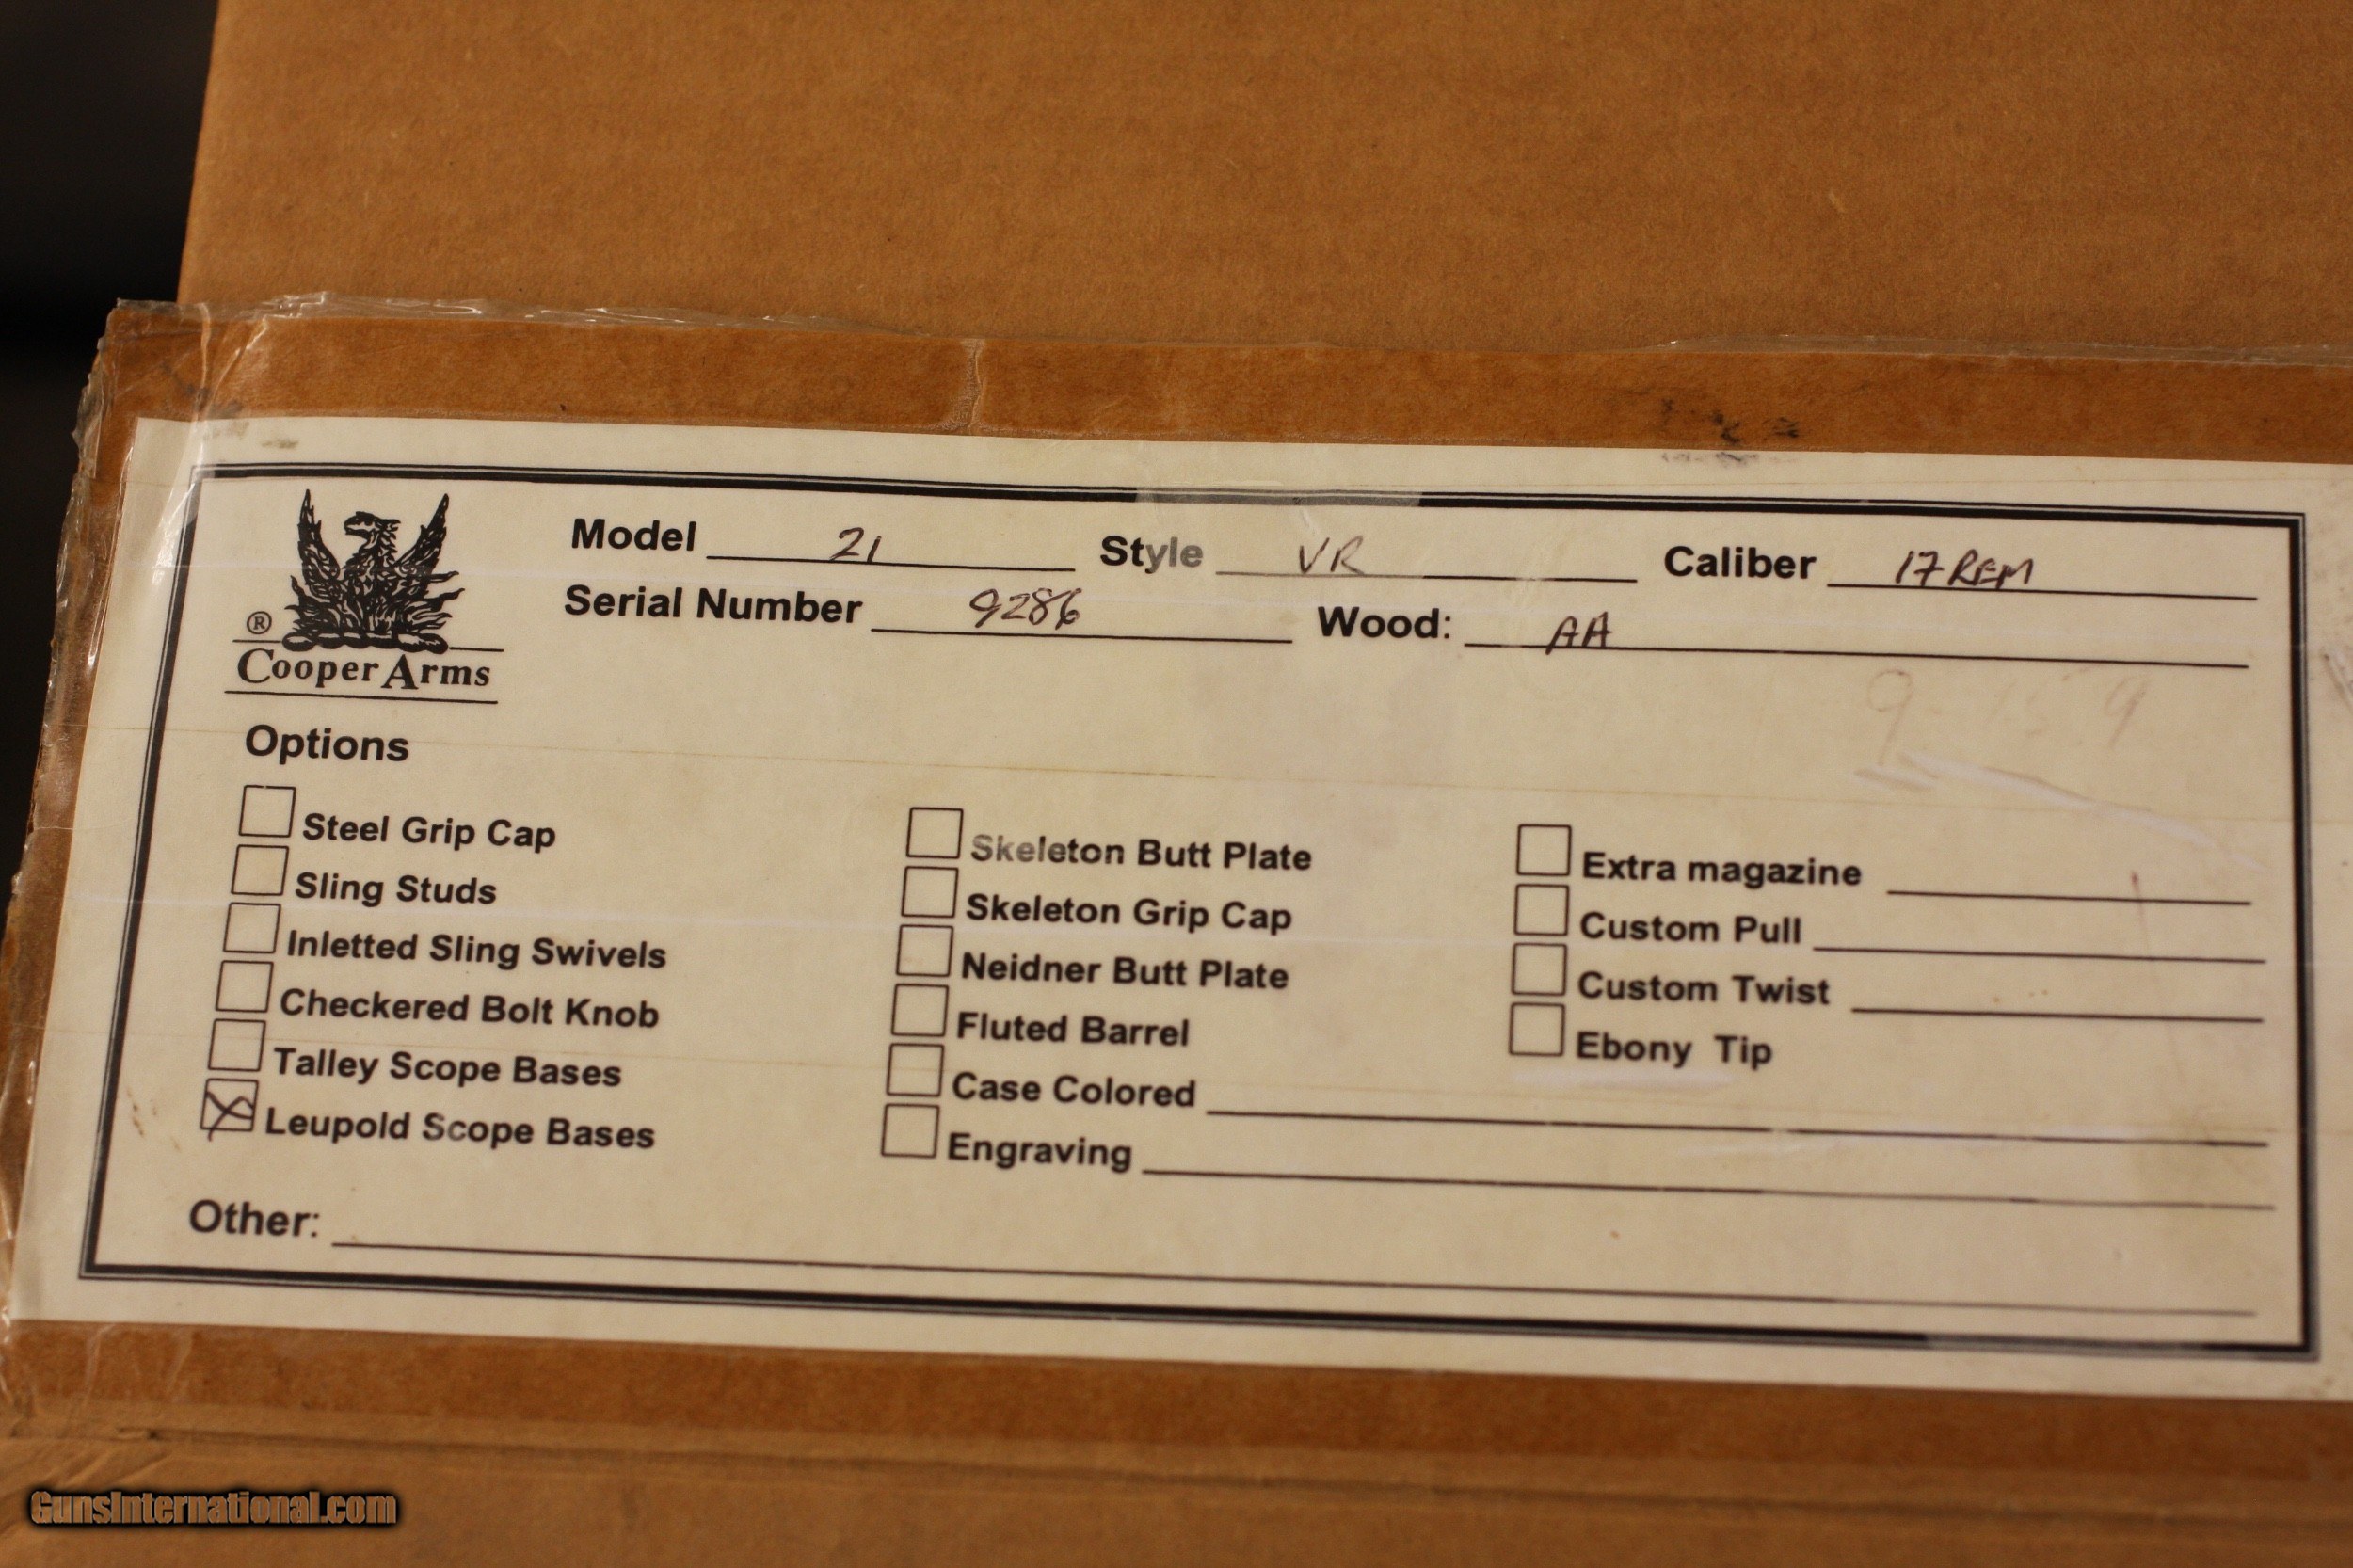 Model 21 Style VR Caliber 17 REM
Serial Number 9286 Wood: AA
®
Cooper Arms
Options
Steel Grip Cap
Sling Studs
Inletted Sling Swivels
Checkered Bolt Knob
Talley Scope Bases
Leupold Scope Bases
Skeleton Butt Plate
Skeleton Grip Cap
Neidner Butt Plate
Fluted Barrel
Case Colored
Engraving
Extra magazine
Custom Pull
Custom Twist
Ebony Tip
Other:
GunsInternational.com